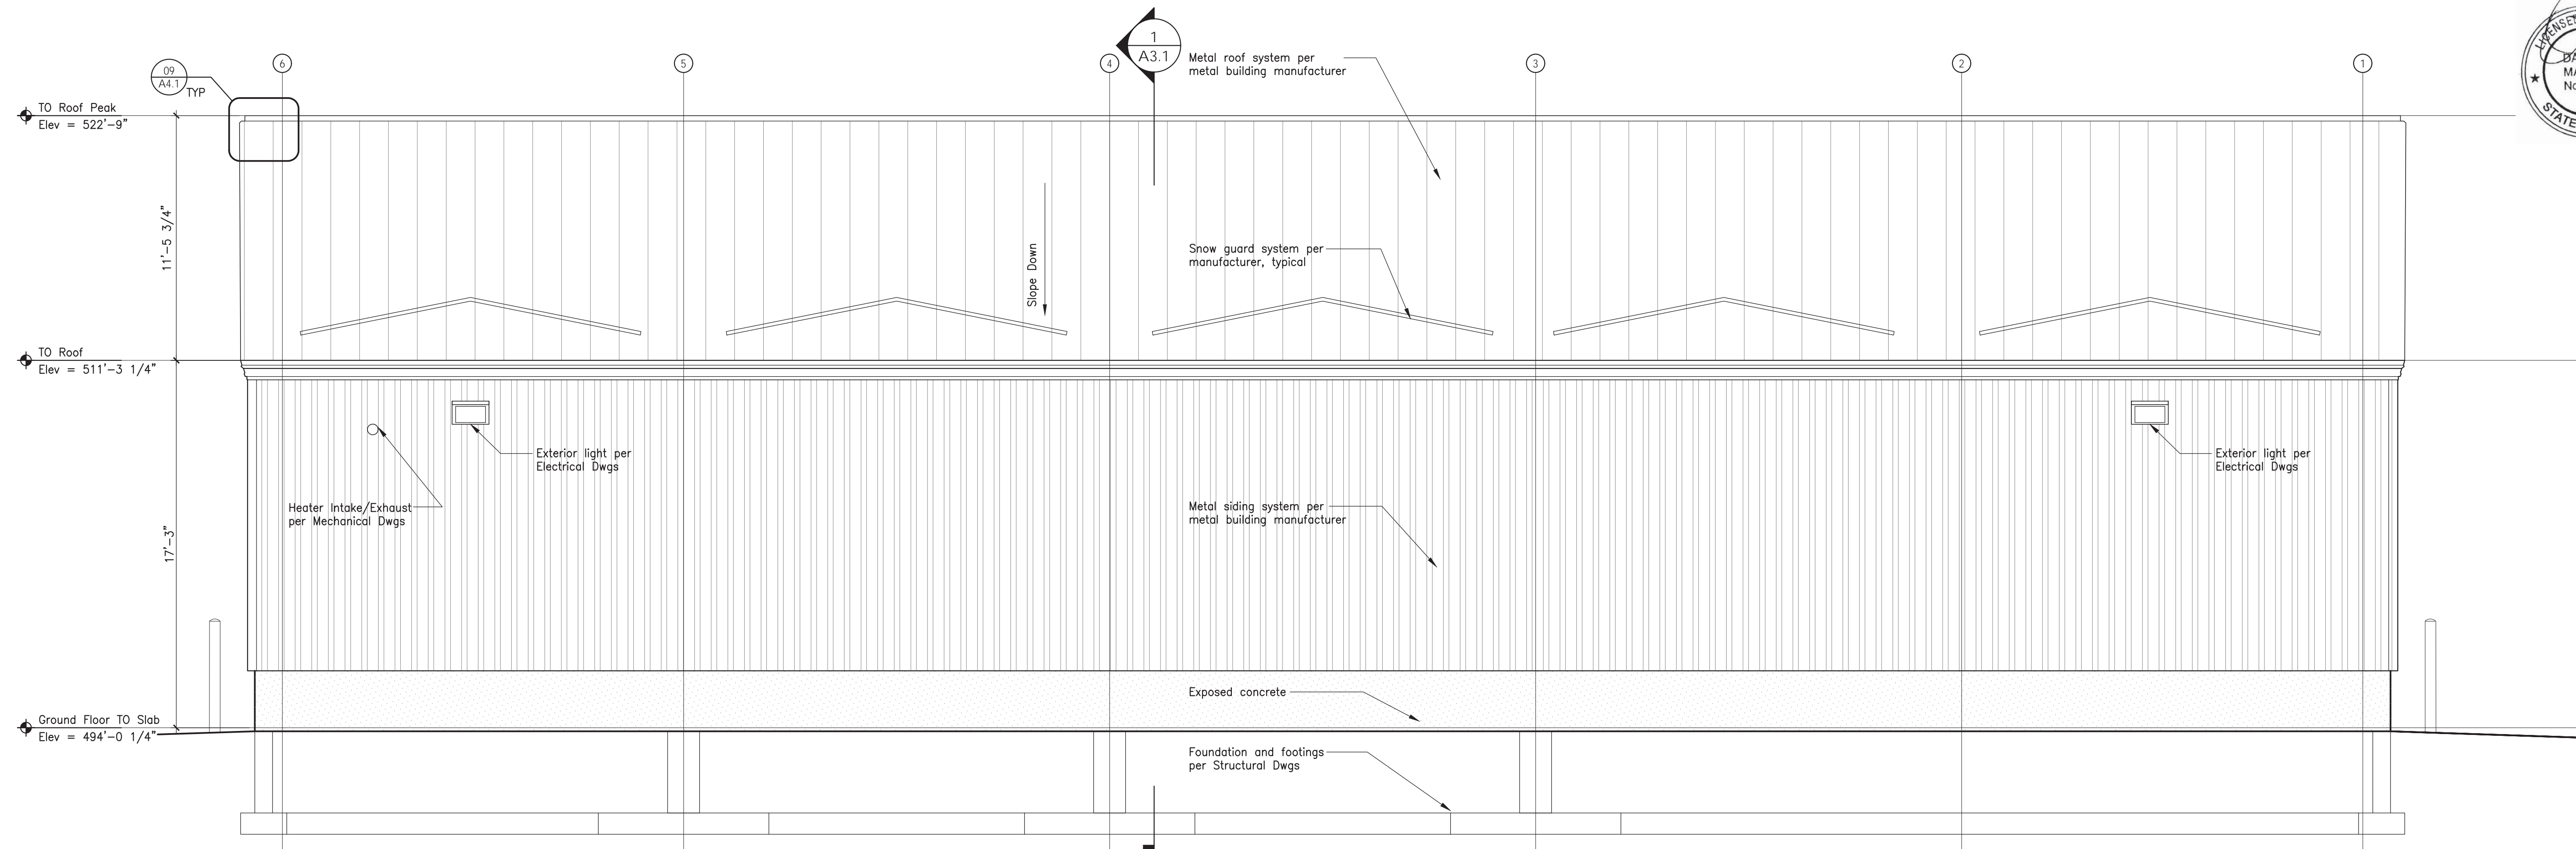 1
A3.1
6
5
4
3
2
1
09
A4.1
TYP
Metal roof system per
metal building manufacturer
TO Roof Peak
Elev = 522'-9"
11'-5 3/4"
Slope Down
Snow guard system per
manufacturer, typical
TO Roof
Elev = 511'-3 1/4"
Exterior light per
Electrical Dwgs
Exterior light per
Electrical Dwgs
Heater Intake/Exhaust
per Mechanical Dwgs
Metal siding system per
metal building manufacturer
17'-3"
Exposed concrete
Ground Floor TO Slab
Elev = 494'-0 1/4"
Foundation and footings
per Structural Dwgs
STATE